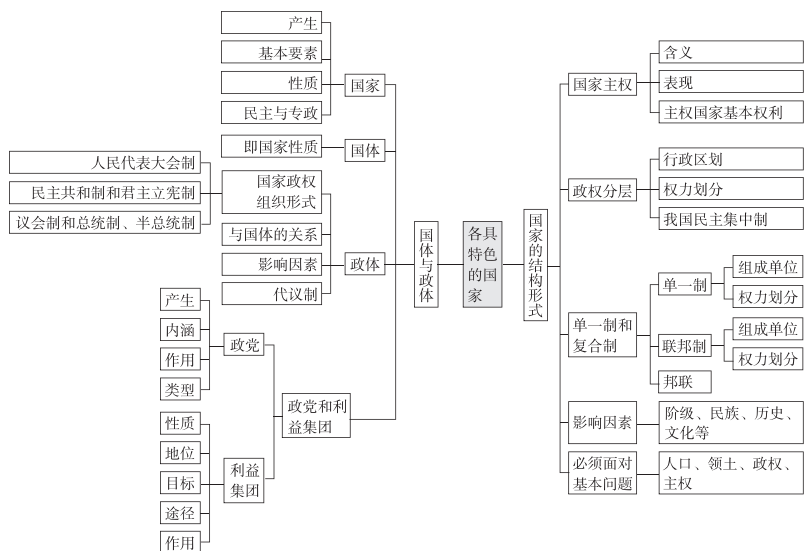 产生
基本要素
性质
民主与专政
国家
即国家性质
国体
人民代表大会制
民主共和制和君主立宪制
议会制和总统制、半总统制
国家政权
组织形式
与国体的关系
影响因素
代议制
政体
产生
内涵
作用
类型
政党
性质
地位
目标
途径
作用
利益
集团
政党和利
益集团
国体与政体
各具
特色
的国
家
国家的结构形式
国家主权
含义
表现
主权国家基本权利
政权分层
行政区划
权力划分
我国民主集中制
单一制和
复合制
单一制
组成单位
权力划分
联邦制
组成单位
权力划分
邦联
影响因素
阶级、民族、历史、
文化等
必须面对
基本问题
人口、领土、政权、
主权